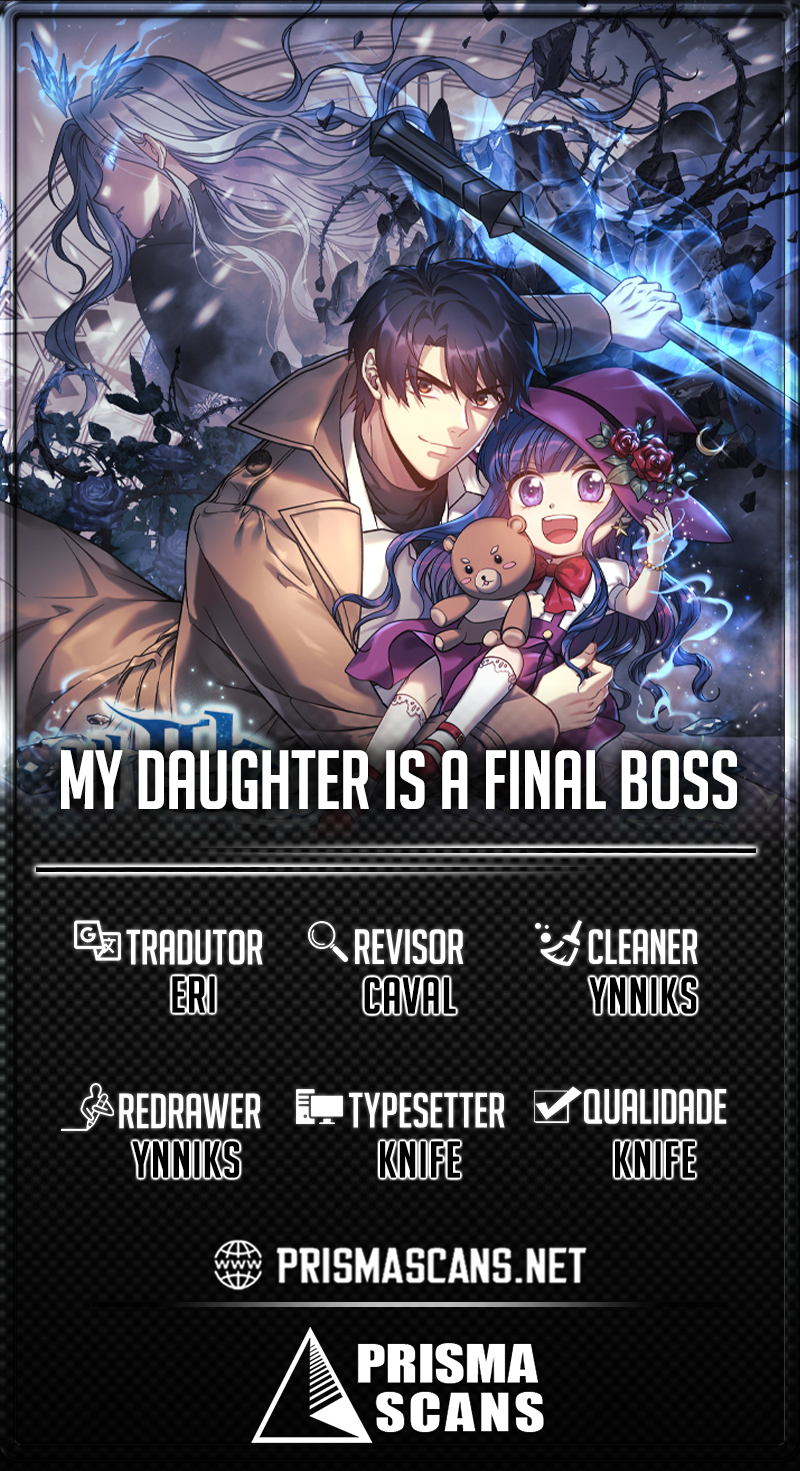 MY DAUGHTER IS A FINAL BOSS
TRADUTOR
ERI
REVISOR
CAVAL
CLEANER
YNNIKS
REDRAWER
YNNIKS
TYPESETTER
KNIFE
QUALIDADE
KNIFE
WWW
PRISMASCANS.NET
PRISMA
SCANS